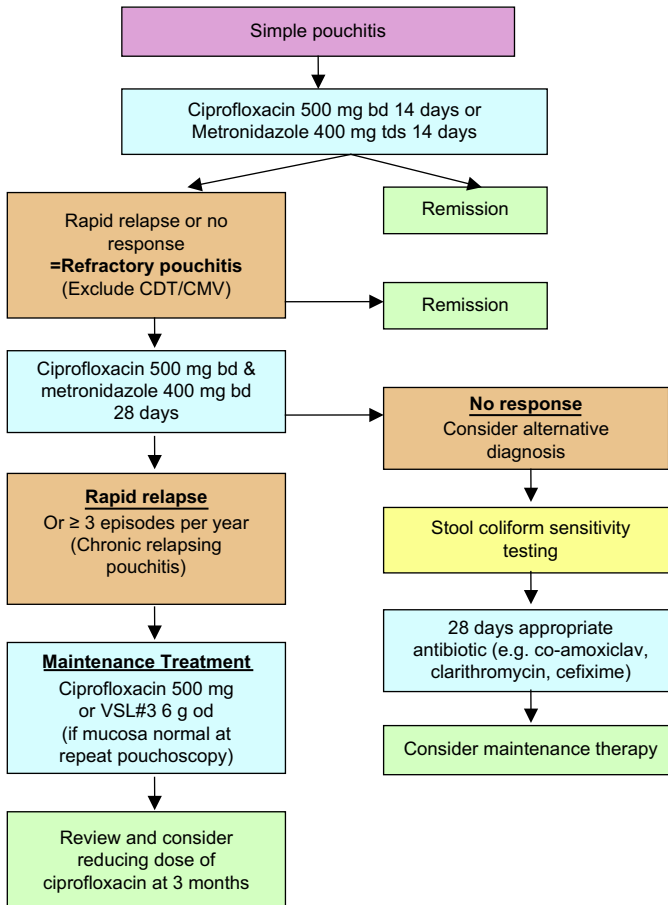 Simple pouchitis
Ciprofloxacin 500 mg bd 14 days or
Metronidazole 400 mg tds 14 days
Rapid relapse or no
response
=Refractory pouchitis
(Exclude CDT/CMV)
Remission
Remission
Ciprofloxacin 500 mg bd &
metronidazole 400 mg bd
28 days
No response
Consider alternative
diagnosis
Rapid relapse
Or ≥ 3 episodes per year
(Chronic relapsing
pouchitis)
Stool coliform sensitivity
testing
Maintenance Treatment
Ciprofloxacin 500 mg
or VSL#3 6 g od
(if mucosa normal at
repeat pouchoscopy)
28 days appropriate
antibiotic (e.g. co-amoxiclav,
clarithromycin, cefixime)
Consider maintenance therapy
Review and consider
reducing dose of
ciprofloxacin at 3 months